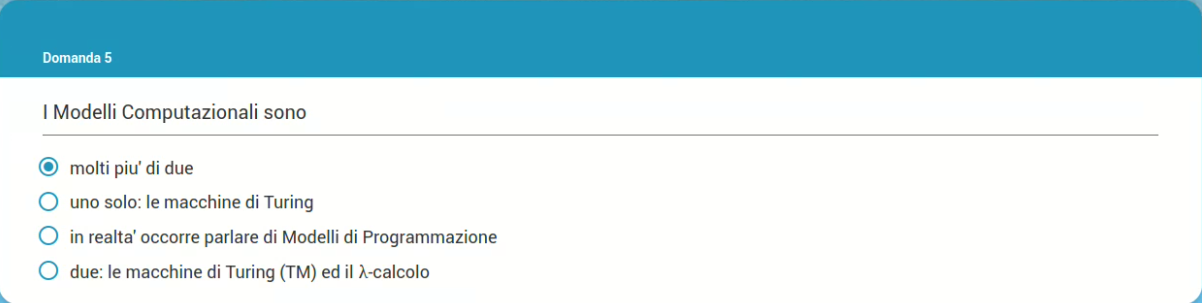 Domanda 5
I Modelli Computazionali sono
molti piu' di due
uno solo: le macchine di Turing
in realta' occorre parlare di Modelli di Programmazione
due: le macchine di Turing (TM) ed il λ-calcolo